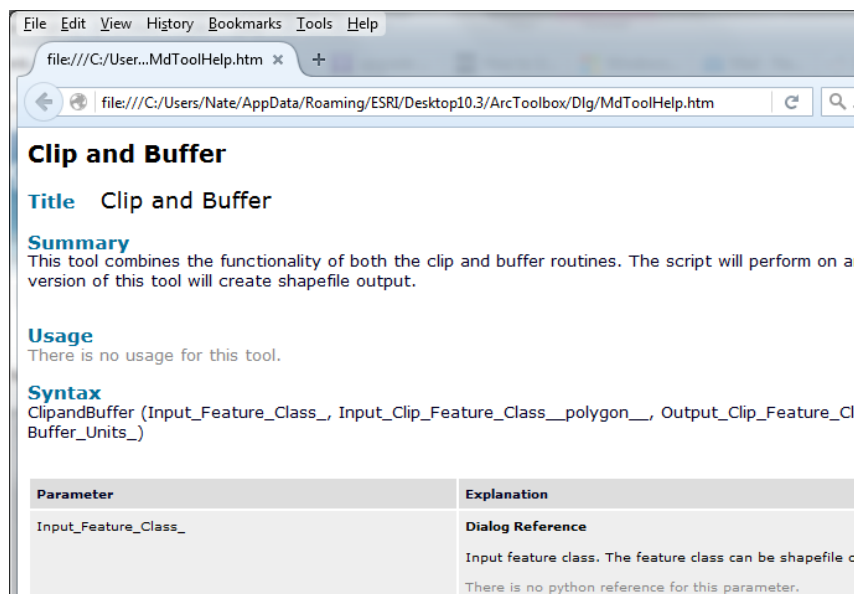 File Edit View History Bookmarks Tools Help
file:///C:/User...MdToolHelp.htm × +
file:///C:/Users/Nate/AppData/Roaming/ESRI/Desktop10.3/ArcToolbox/Dlg/MdToolHelp.htm
Clip and Buffer
Title Clip and Buffer
Summary
This tool combines the functionality of both the clip and buffer routines. The script will perform on a
version of this tool will create shapefile output.
Usage
There is no usage for this tool.
Syntax
ClipandBuffer (Input_Feature_Class_, Input_Clip_Feature_Class__polygon__, Output_Clip_Feature_Cl
Buffer_Units_)
Parameter Explanation
Input_Feature_Class_ Dialog Reference
Input feature class. The feature class can be shapefile
There is no python reference for this parameter.